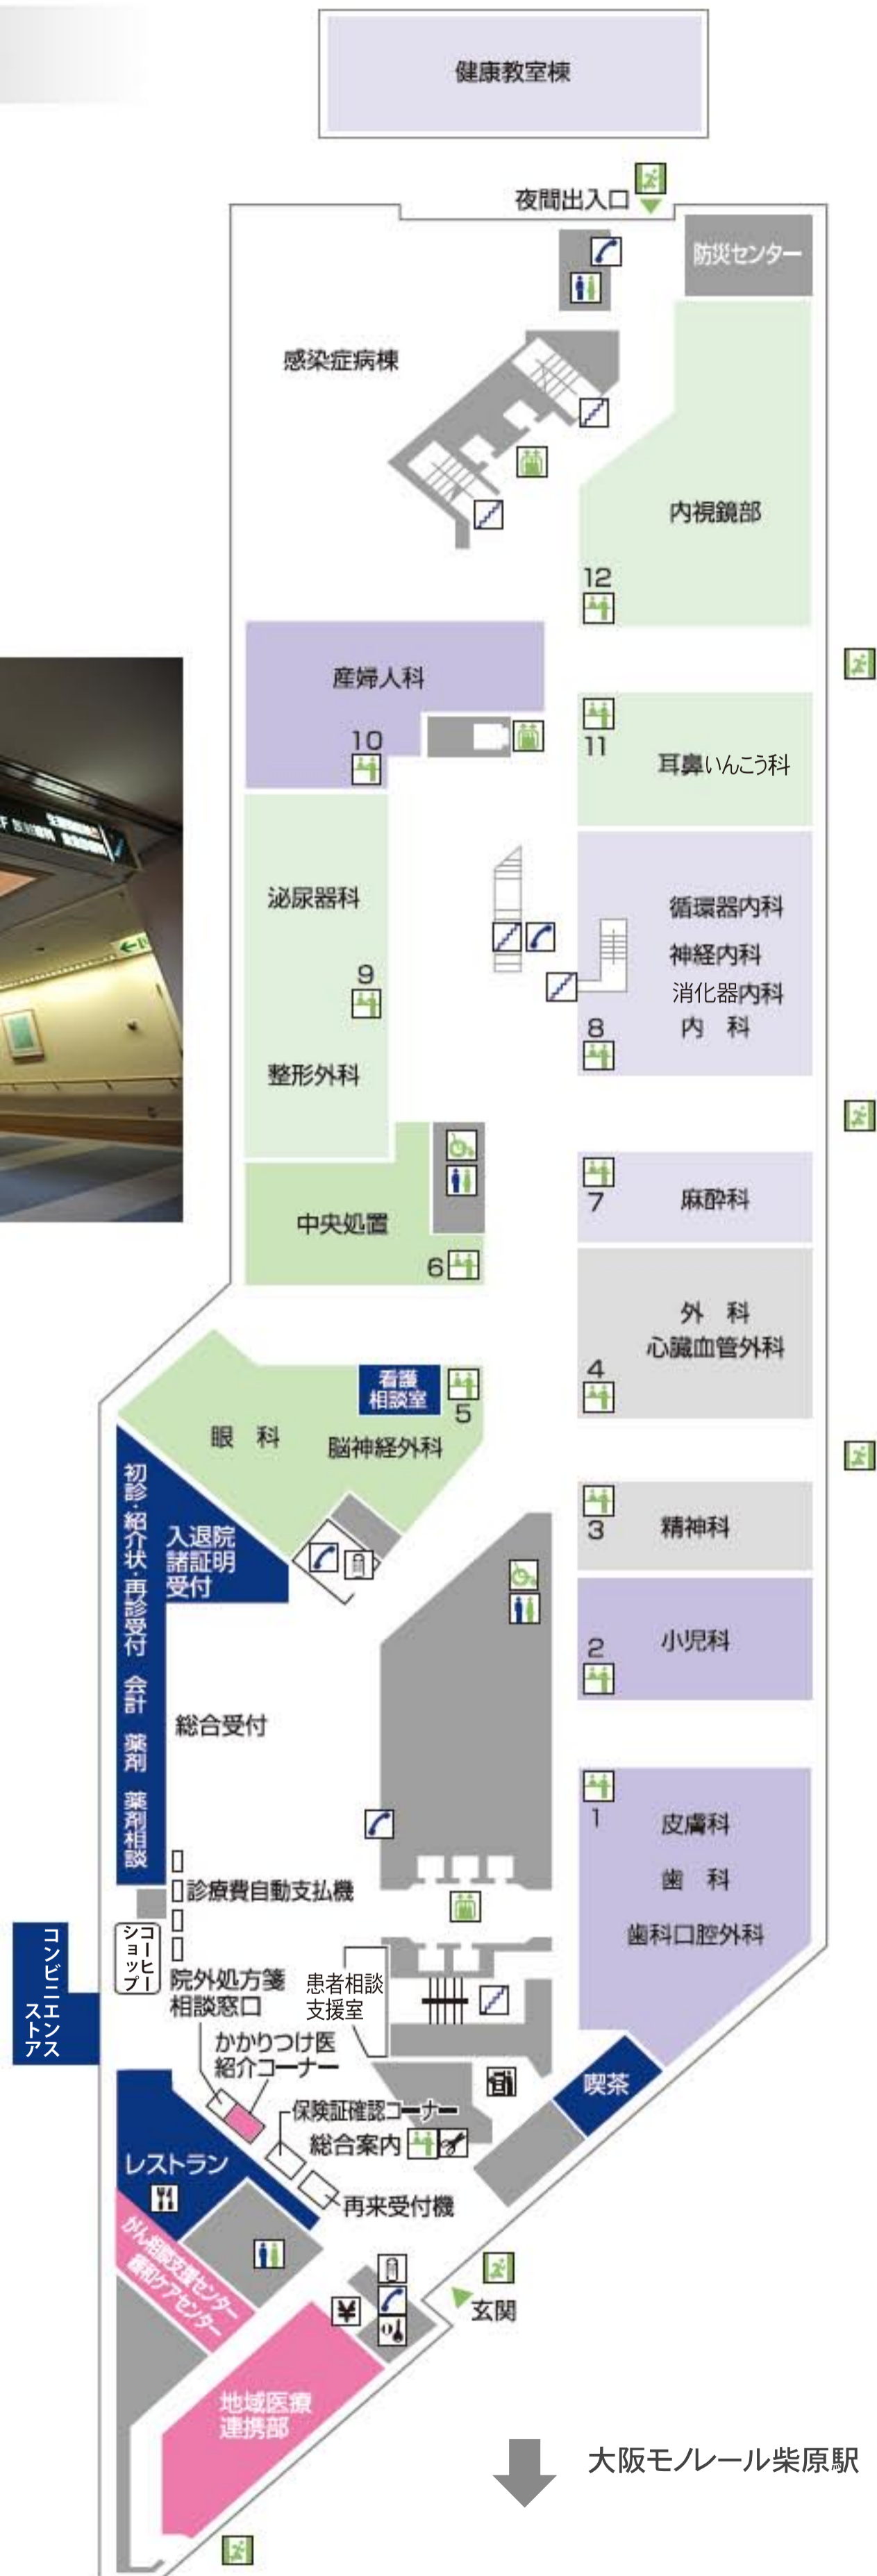 健康教室棟
夜間出入口
防災センター
感染症病棟
内視鏡部
12
産婦人科
10
11
耳鼻いんこう科
泌尿器科
9
整形外科
循環器内科
神経内科
消化器内科
内　科
8
中央処置
6
7
麻酔科
外　科
心臓血管外科
4
看護
相談室
5
眼　科
脳神経外科
初診・紹介状・再診受付　会計　薬剤　薬剤相談
入退院
諸証明
受付
3
精神科
2
小児科
総合受付
1
皮膚科
歯　科
歯科口腔外科
診療費自動支払機
コーヒー
ショップ
コンビニエンス
ストア
院外処方箋
相談窓口
患者相談
支援室
かかりつけ医
紹介コーナー
保険証確認コーナー
総合案内
喫茶
レストラン
再来受付機
がん相談支援センター
緩和ケアセンター
¥
玄関
地域医療
連携部
大阪モノレール柴原駅